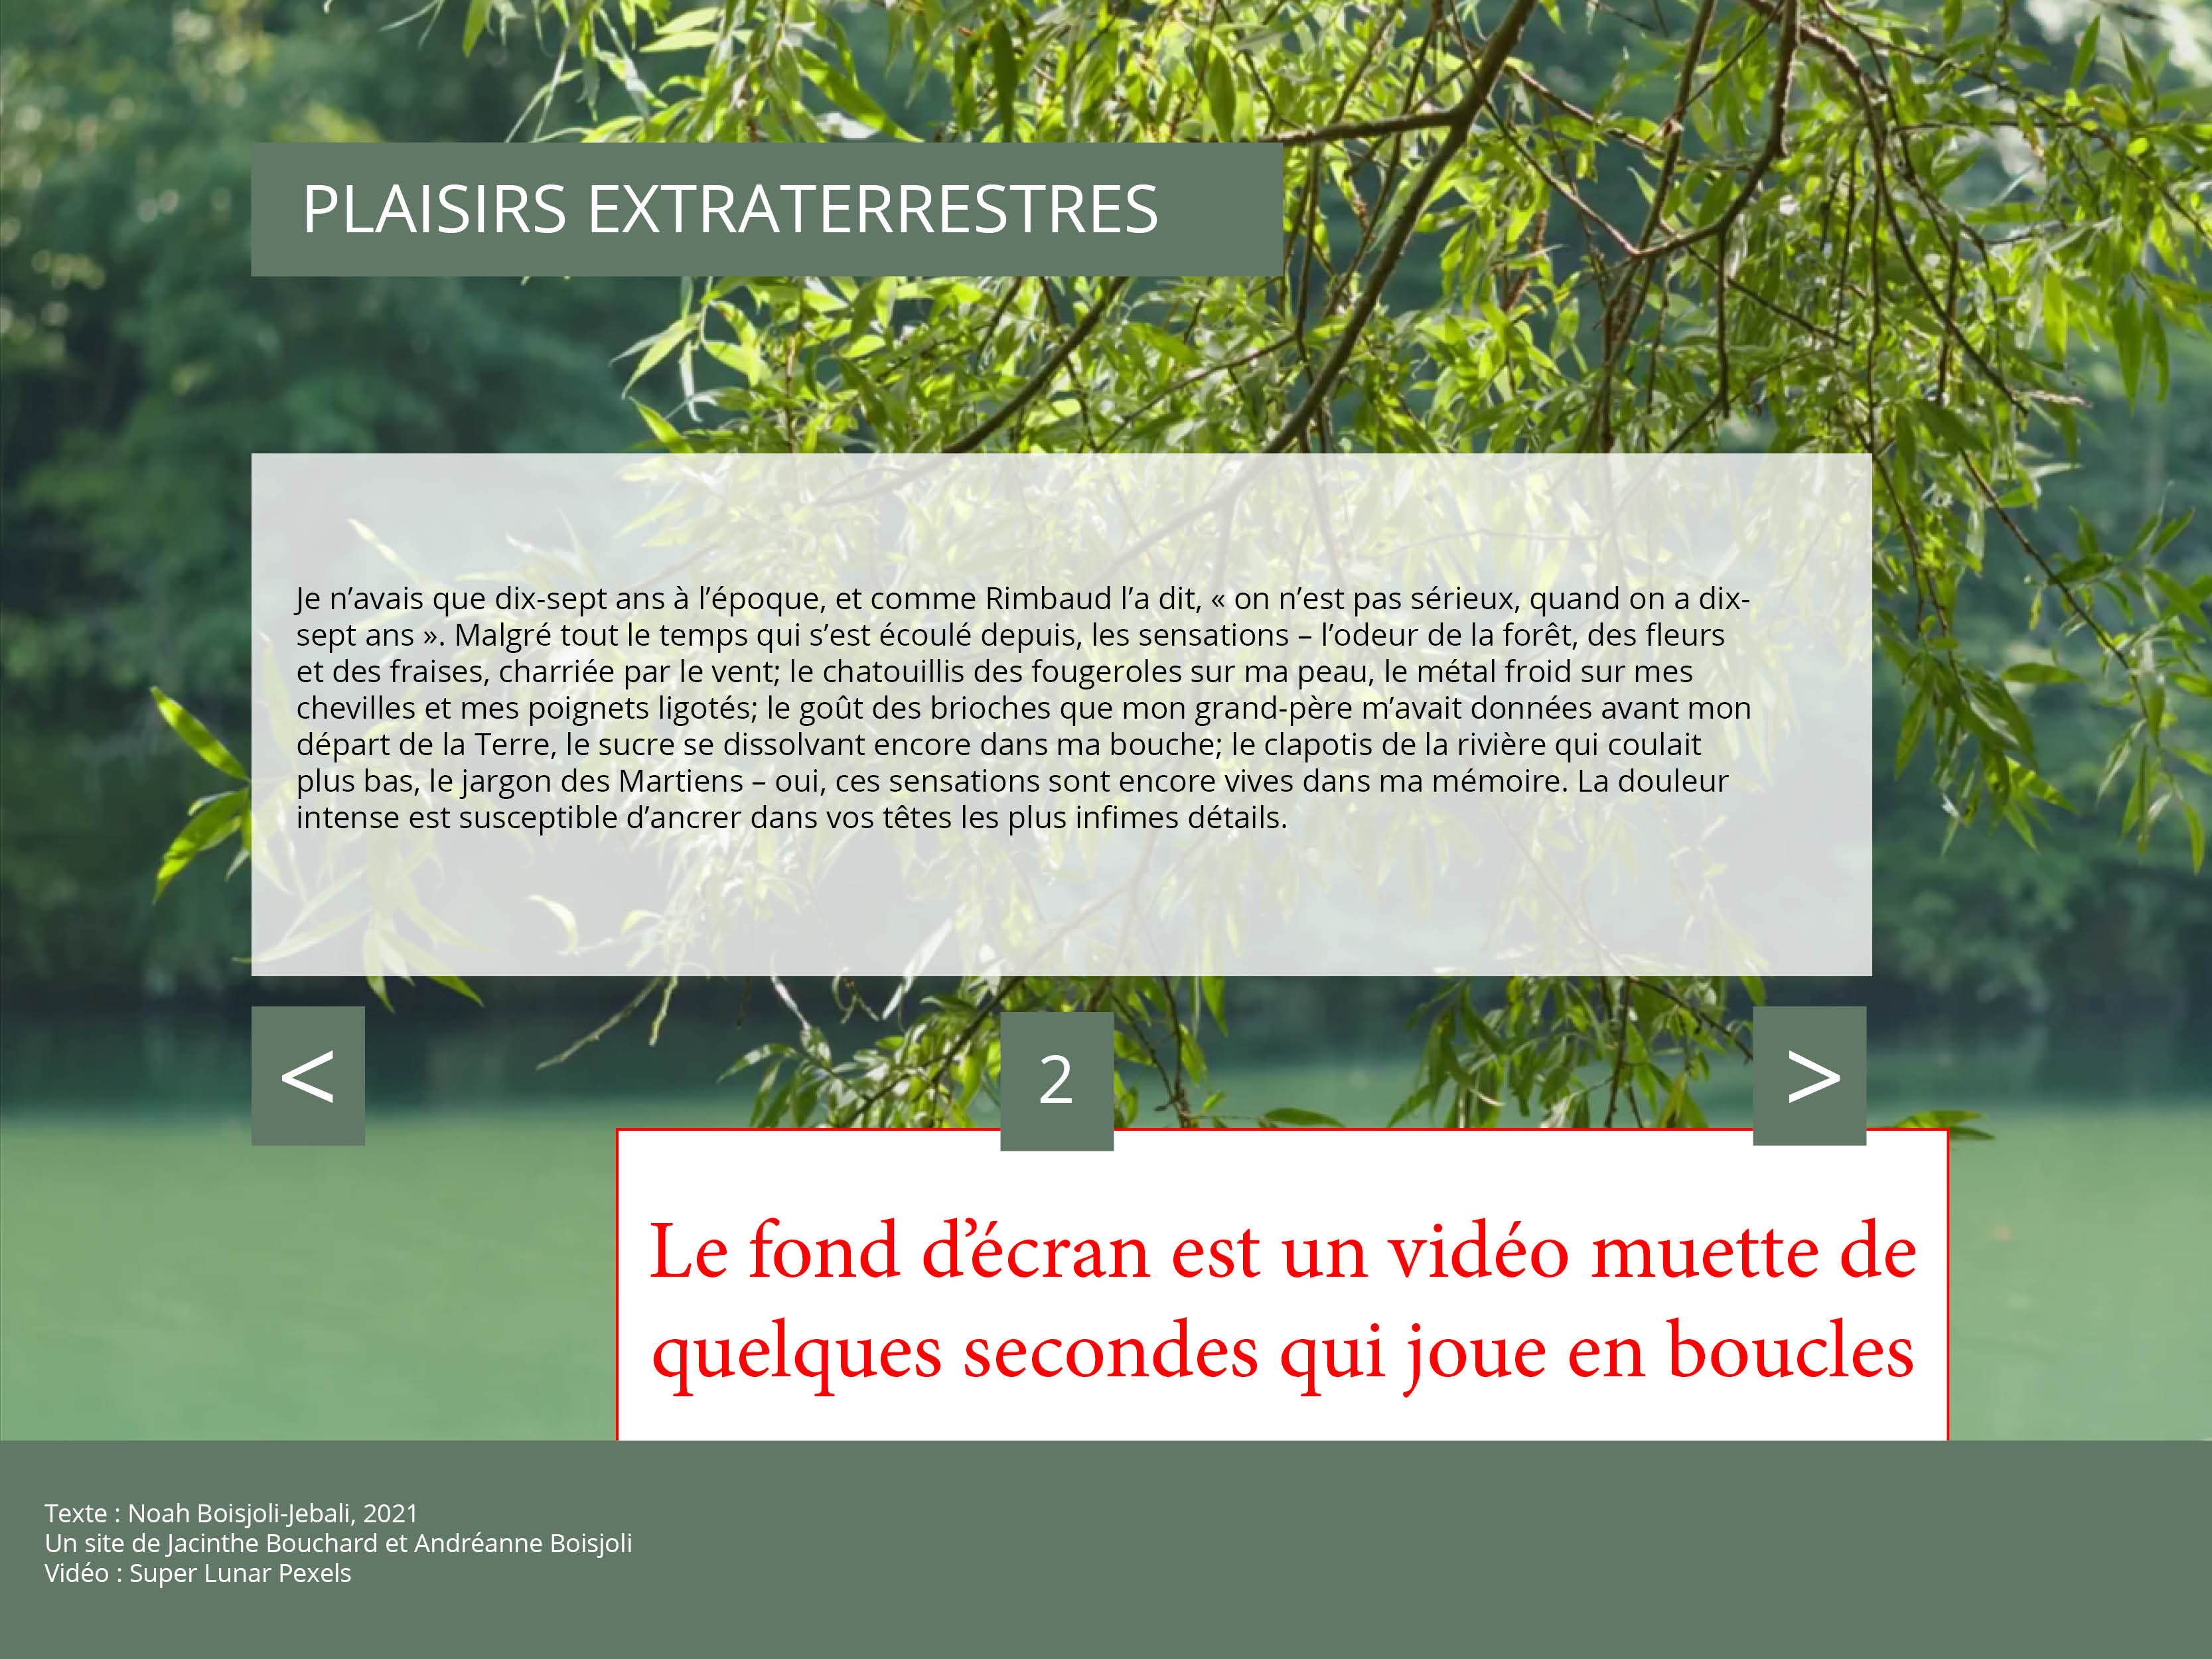 PLAISIRS EXTRATERRESTRES
Je n’avais que dix-sept ans à l’époque, et comme Rimbaud l’a dit, « on n’est pas sérieux, quand on a dix-
sept ans ». Malgré tout le temps qui s’est écoulé depuis, les sensations – l’odeur de la forêt, des fleurs
et des fraises, charriée par le vent; le chatouillis des fougeroles sur ma peau, le métal froid sur mes
chevilles et mes poignets ligotés; le goût des brioches que mon grand-père m’avait données avant mon
départ de la Terre, le sucre se dissolvant encore dans ma bouche; le clapotis de la rivière qui coulait
plus bas, le jargon des Martiens – oui, ces sensations sont encore vives dans ma mémoire. La douleur
intense est susceptible d’ancrer dans vos têtes les plus infimes détails.
< 2 >
Le fond d’écran est un vidéo muette de
quelques secondes qui joue en boucles
Texte : Noah Boisjoli-Jebali, 2021
Un site de Jacinthe Bouchard et Andréanne Boisjoli
Vidéo : Super Lunar Pexels